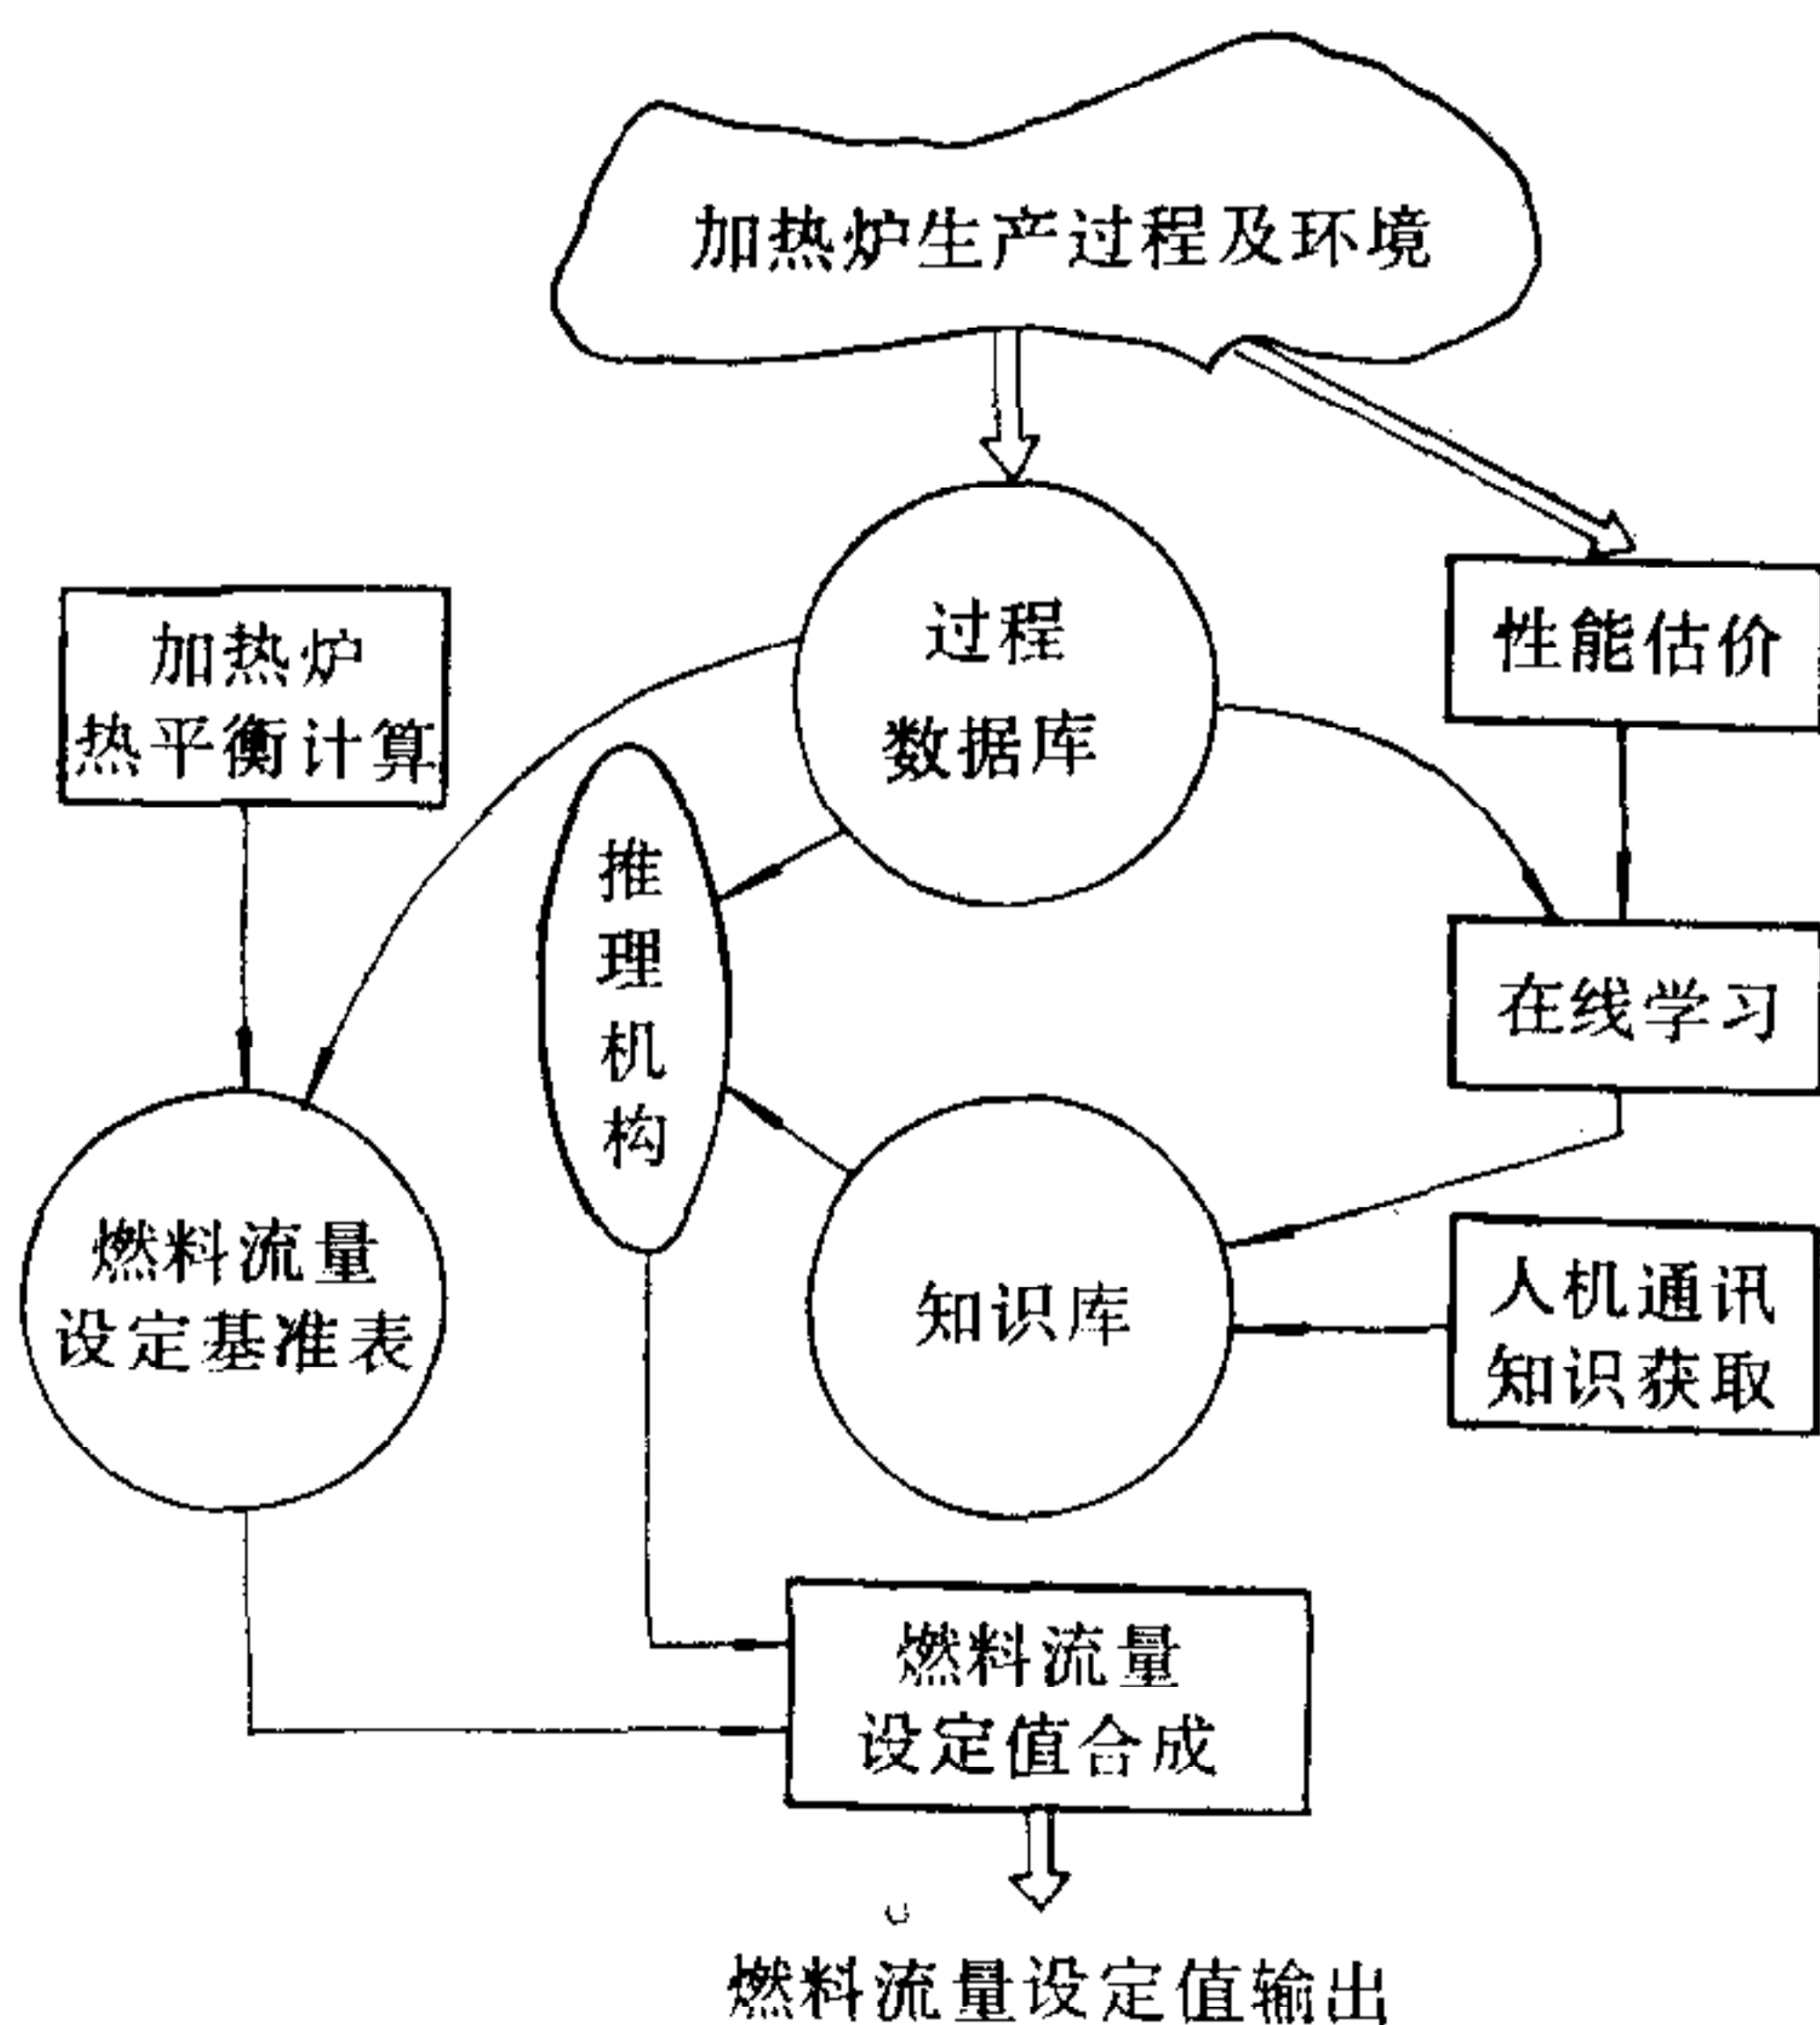 加热炉生产过程及环境
过程
数据库
性能估价
加热炉
热平衡计算
推
理
机
构
在线学习
燃料流量
设定基准表
知识库
人机通讯
知识获取
燃料流量
设定值合成
燃料流量设定值输出